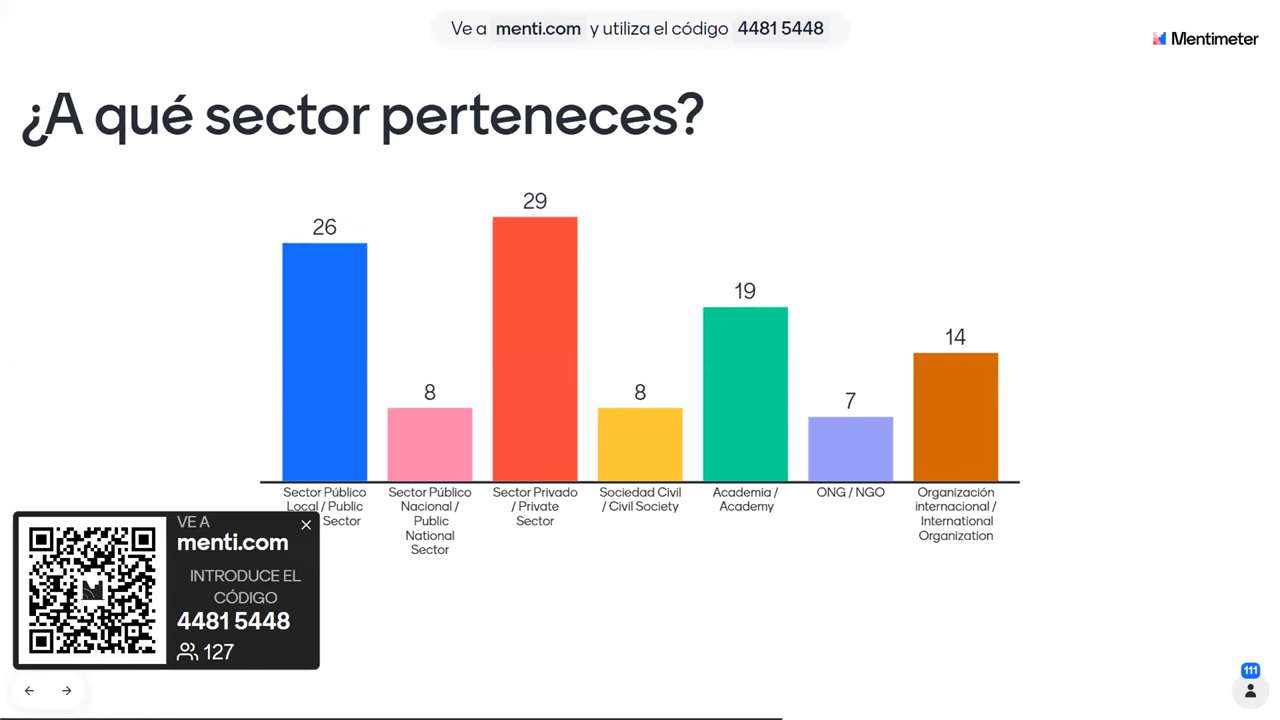 Ve a menti.com y utiliza el código 4481 5448
Mentimeter
¿A qué sector perteneces?
26
8
29
8
19
7
14
Sector Público
Local / Public
Sector
Sector Público
Nacional /
Public
National
Sector
Sector Privado
/ Private
Sector
Sociedad Civil
/ Civil Society
Academia /
Academy
ONG / NGO
Organización
internacional /
International
Organization
VE A
menti.com
INTRODUCE EL
CÓDIGO
4481 5448
127
111